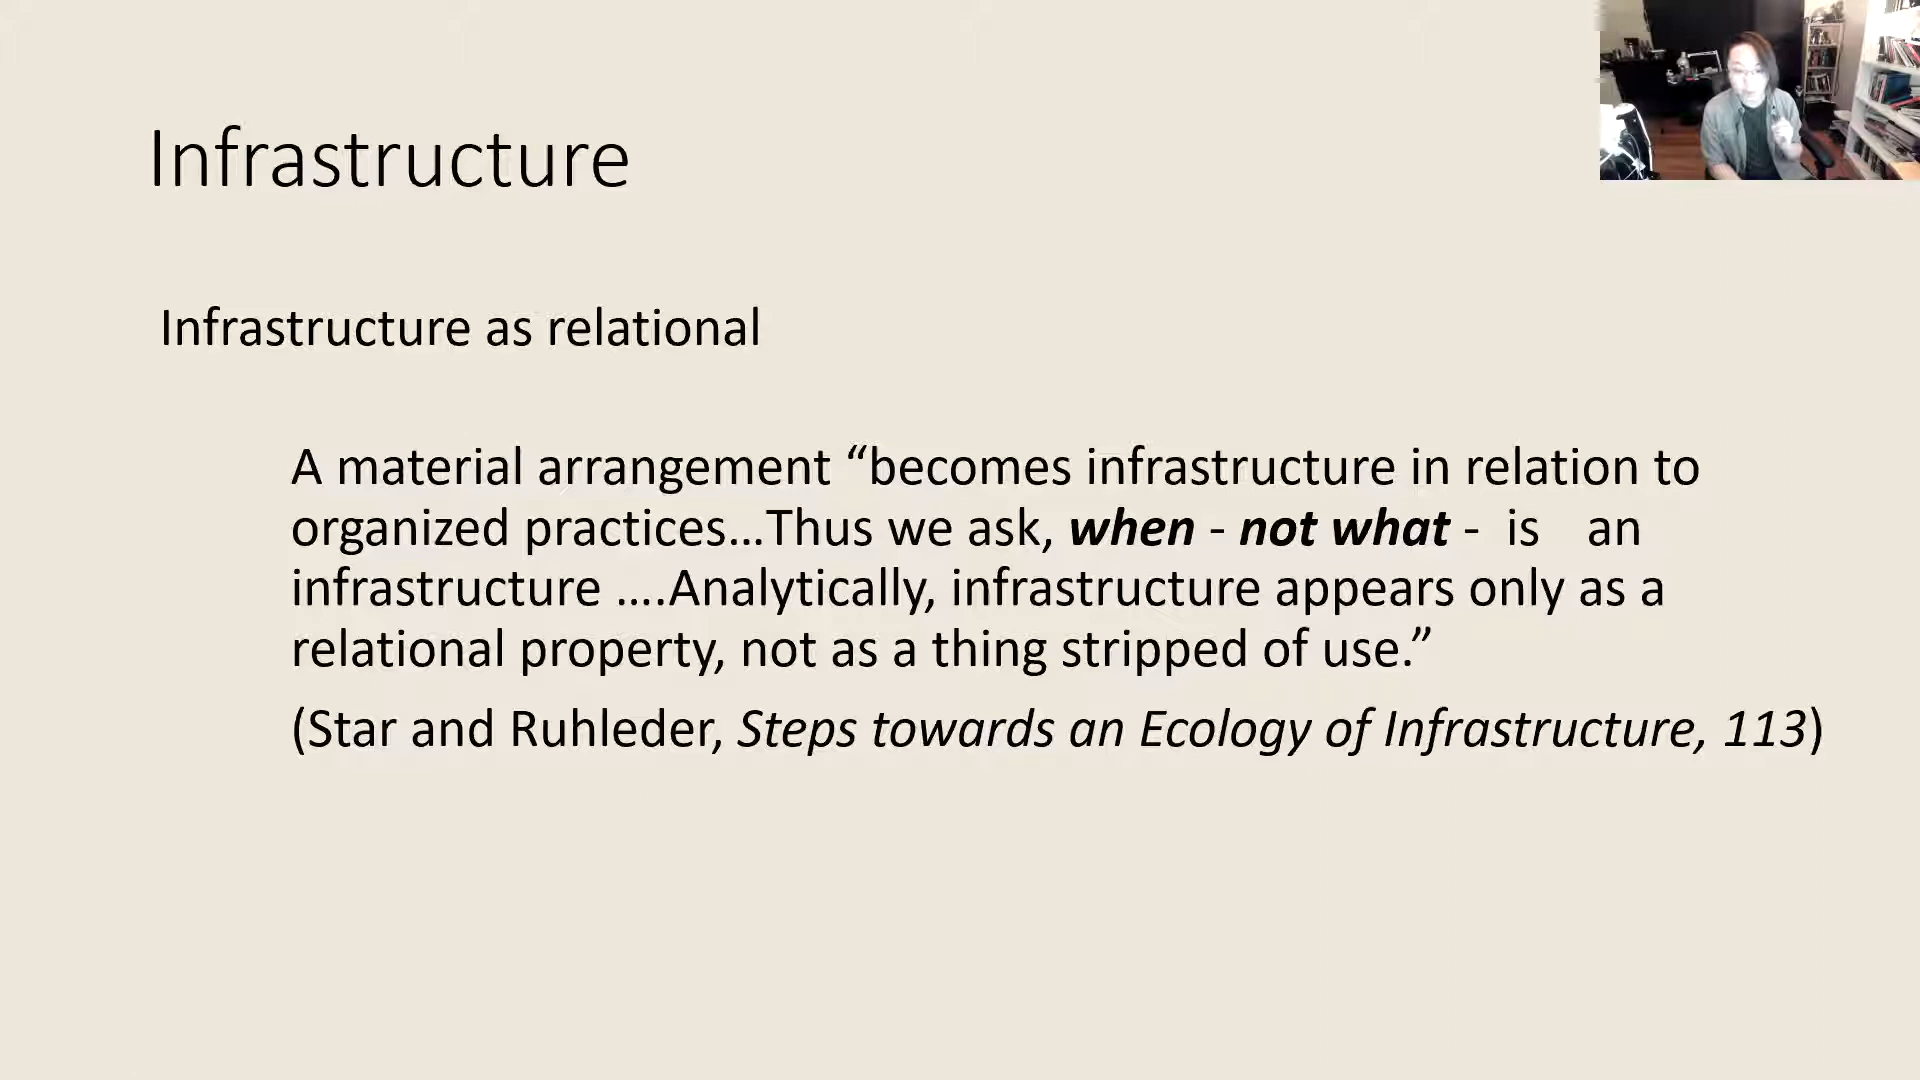 Infrastructure
Infrastructure as relational
A material arrangement “becomes infrastructure in relation to
organized practices…Thus we ask, when - not what - is an
infrastructure ….Analytically, infrastructure appears only as a
relational property, not as a thing stripped of use.”
(Star and Ruhleder, Steps towards an Ecology of Infrastructure, 113)